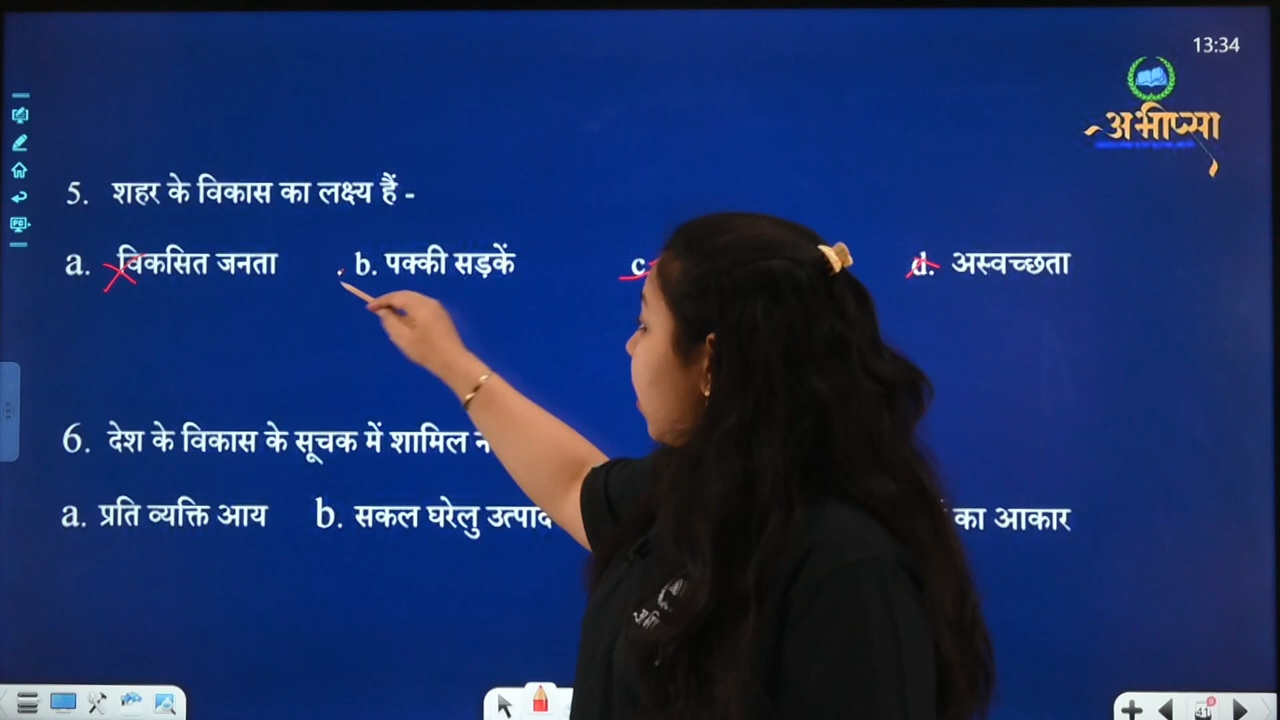 13:34
अभीप्सा
5. शहर के विकास का लक्ष्य हैं -
a. विकसित जनता b. पक्की सड़कें c. d. अस्वच्छता
6. देश के विकास के सूचक में शामिल
a. प्रति व्यक्ति आय b. सकल घरेलु उत्पाद का आकार
41